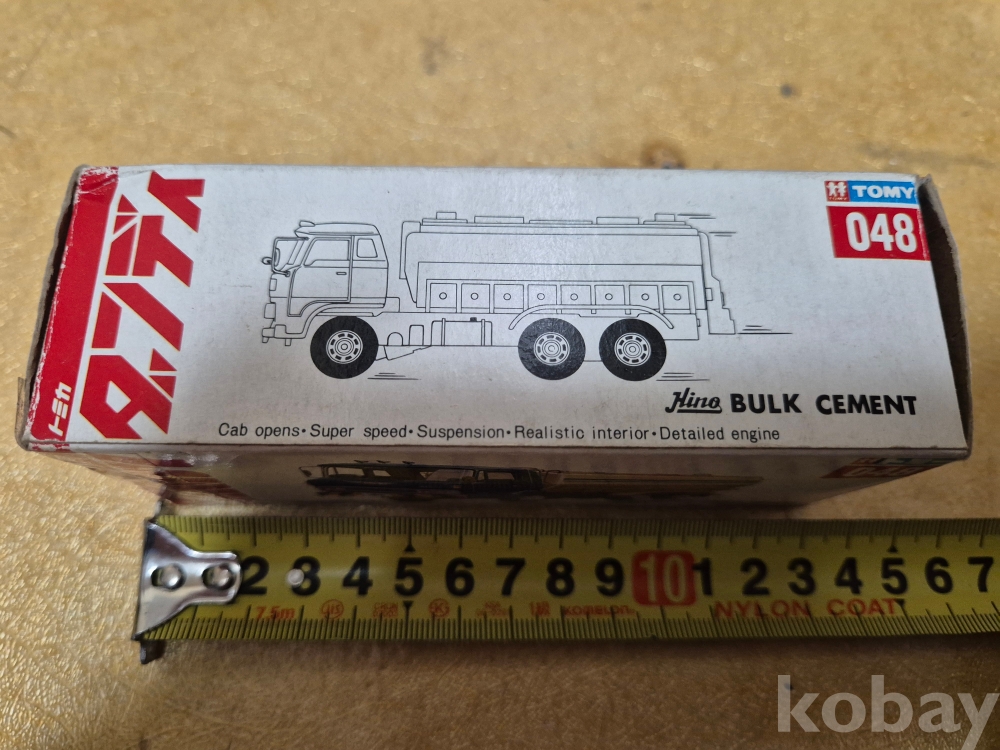 トミカ
ダンディ
TOMY
TOMY
048
Hino BULK CEMENT
Cab opens・Super speed・Suspension・Realistic interior・Detailed engine
2 3 4 5 6 7 8 9 10 1 2 3 4 5 6 7
7.5m KOMELON NYLON COAT
kobay